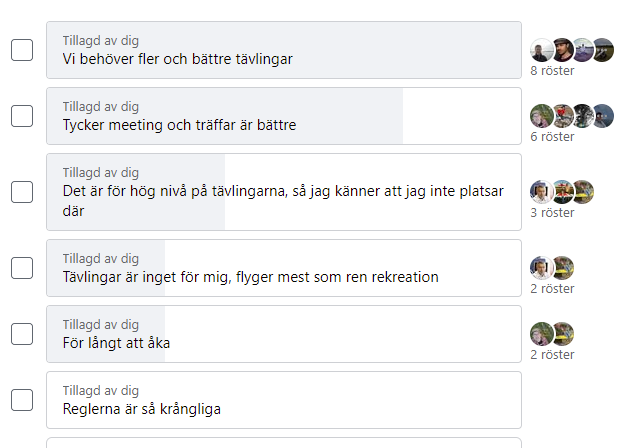 Tillagd av dig
Vi behöver fler och bättre tävlingar
8 röster
Tillagd av dig
Tycker meeting och träffar är bättre
6 röster
Tillagd av dig
Det är för hög nivå på tävlingarna, så jag känner att jag inte platsar
där
3 röster
Tillagd av dig
Tävlingar är inget för mig, flyger mest som ren rekreation
2 röster
Tillagd av dig
För långt att åka
2 röster
Tillagd av dig
Reglerna är så krångliga